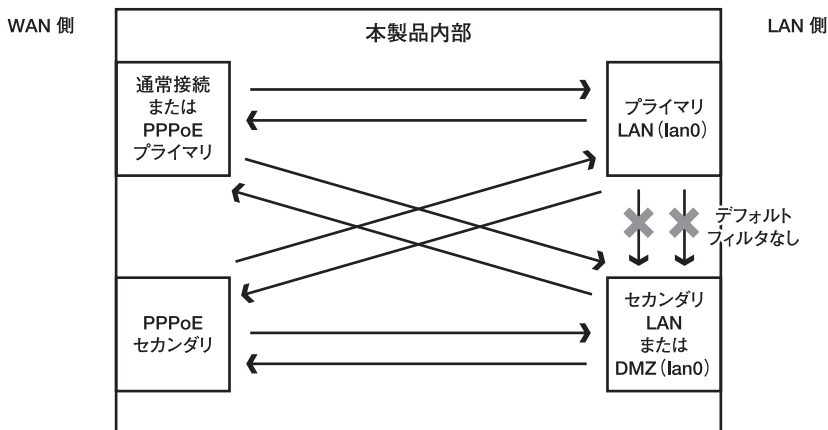 WAN 側
本製品内部
LAN 側
通常接続
または
PPPoE
プライマリ
プライマリ
LAN（lan0）
デフォルト
フィルタなし
PPPoE
セカンダリ
セカンダリ
LAN
または
DMZ（lan0）